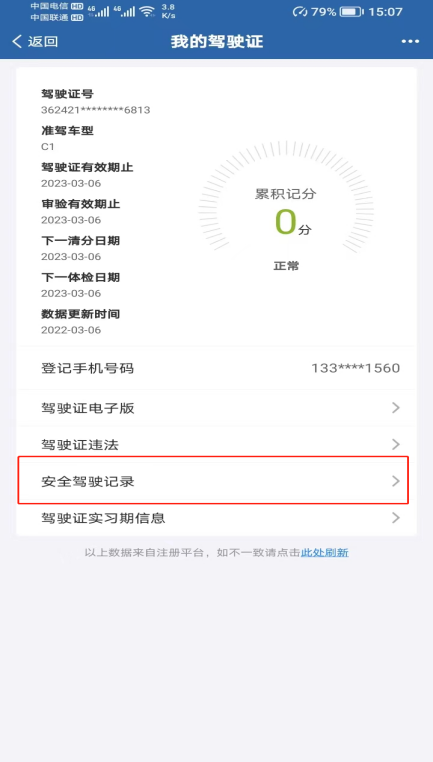 中国电信 HD 4G 4G 3.8 79% 15:07
中国联通 HD K/s
返回 我的驾驶证
驾驶证号
362421********6813
准驾车型
C1
驾驶证有效期止
2023-03-06
审验有效期止
2023-03-06
下一清分日期
2023-03-06
下一体检日期
2023-03-06
数据更新时间
2022-03-06
累积记分
0分
正常
登记手机号码 133****1560
驾驶证电子版
驾驶证违法
安全驾驶记录
驾驶证实习期信息
以上数据来自注册平台，如不一致请点击此处刷新